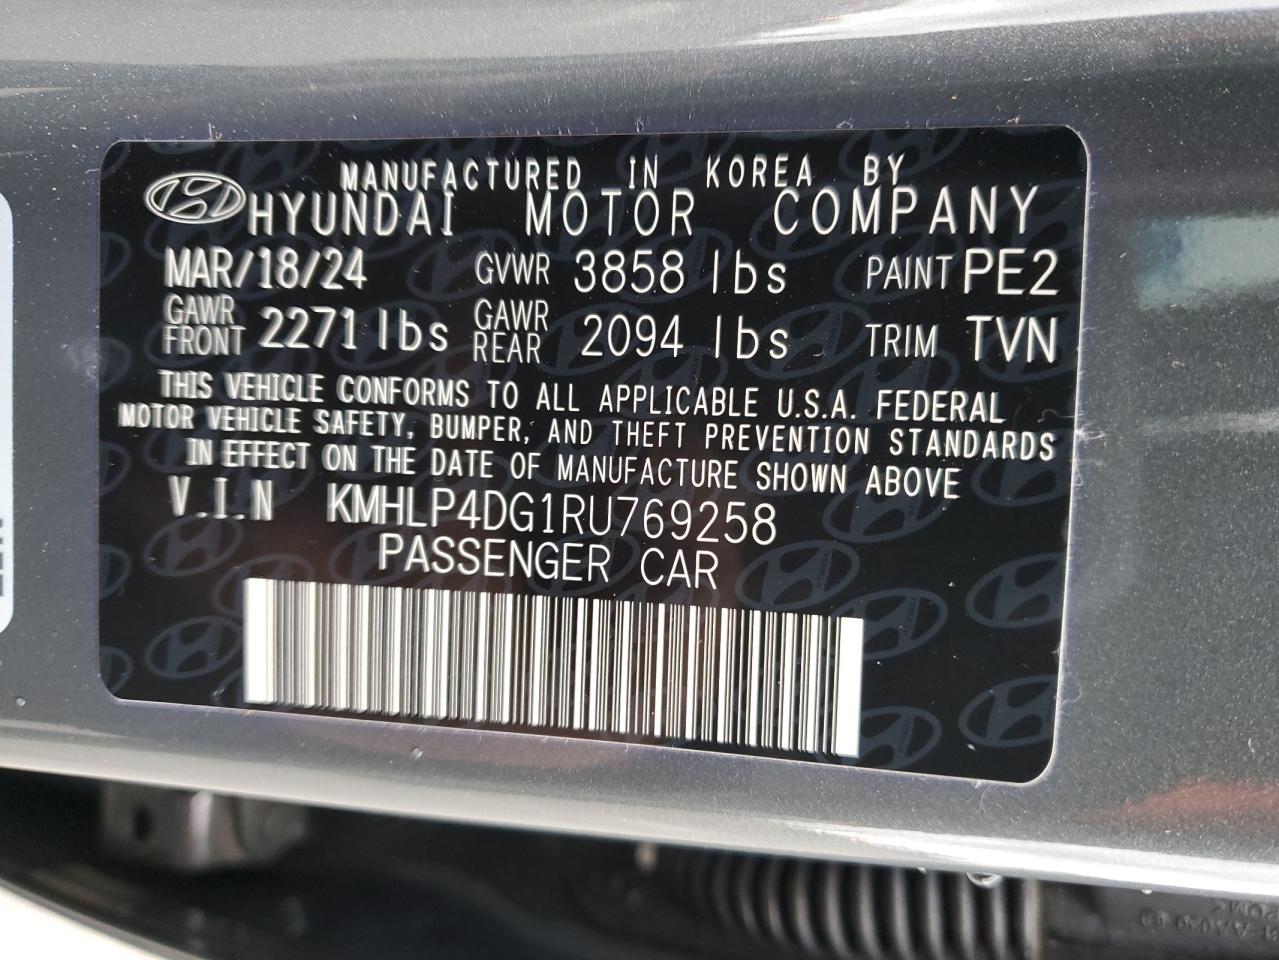 MANUFACTURED IN KOREA BY
HYUNDAI MOTOR COMPANY
MAR/18/24 GVWR 3858 lbs PAINT PE2
GAWR FRONT 2271 lbs GAWR REAR 2094 lbs TRIM TVN
THIS VEHICLE CONFORMS TO ALL APPLICABLE U.S.A. FEDERAL
MOTOR VEHICLE SAFETY, BUMPER, AND THEFT PREVENTION STANDARDS
IN EFFECT ON THE DATE OF MANUFACTURE SHOWN ABOVE
V.I.N KMHLP4DG1RU769258
PASSENGER CAR